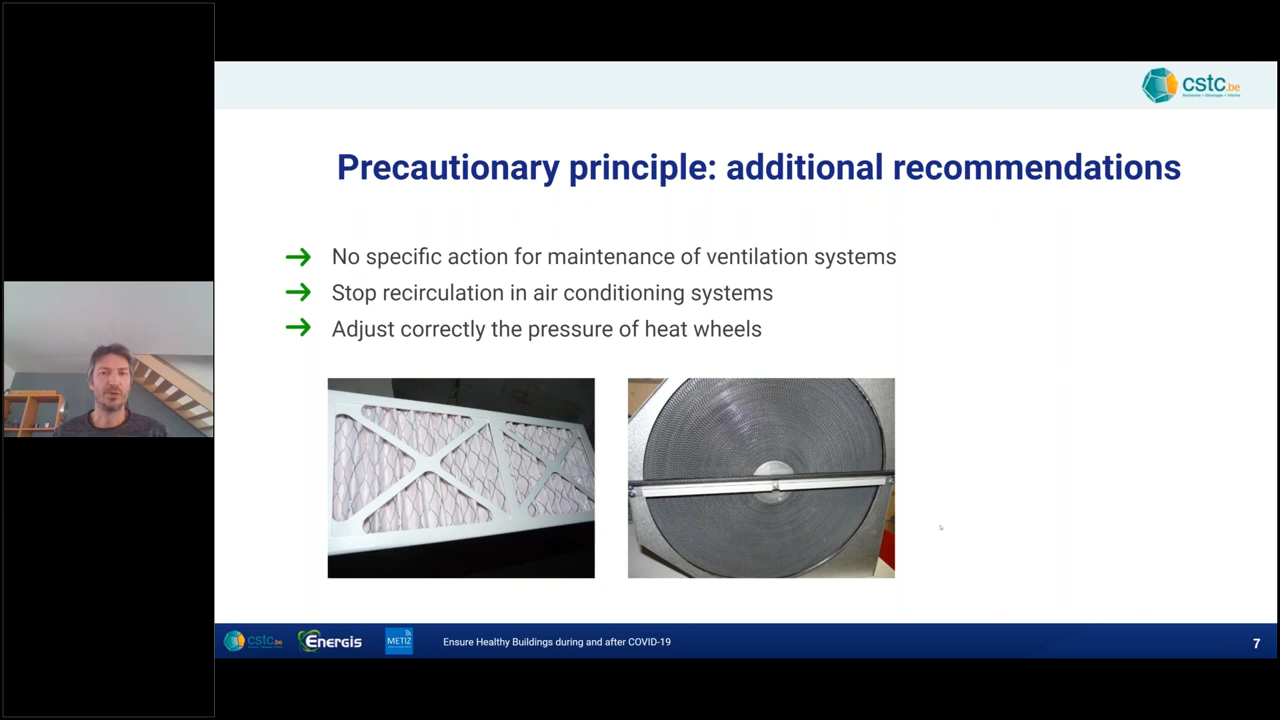 cstc.be
Precautionary principle: additional recommendations
No specific action for maintenance of ventilation systems
Stop recirculation in air conditioning systems
Adjust correctly the pressure of heat wheels
cstc.be
Energis
METIZ
Ensure Healthy Buildings during and after COVID-19
7